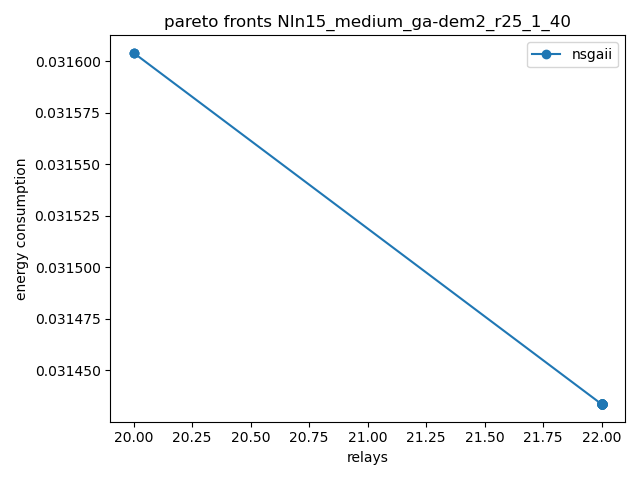 pareto fronts NIn15_medium_ga-dem2_r25_1_40
nsgaii
energy consumption
0.031600
0.031575
0.031550
0.031525
0.031500
0.031475
0.031450
20.00 20.25 20.50 20.75 21.00 21.25 21.50 21.75 22.00
relays